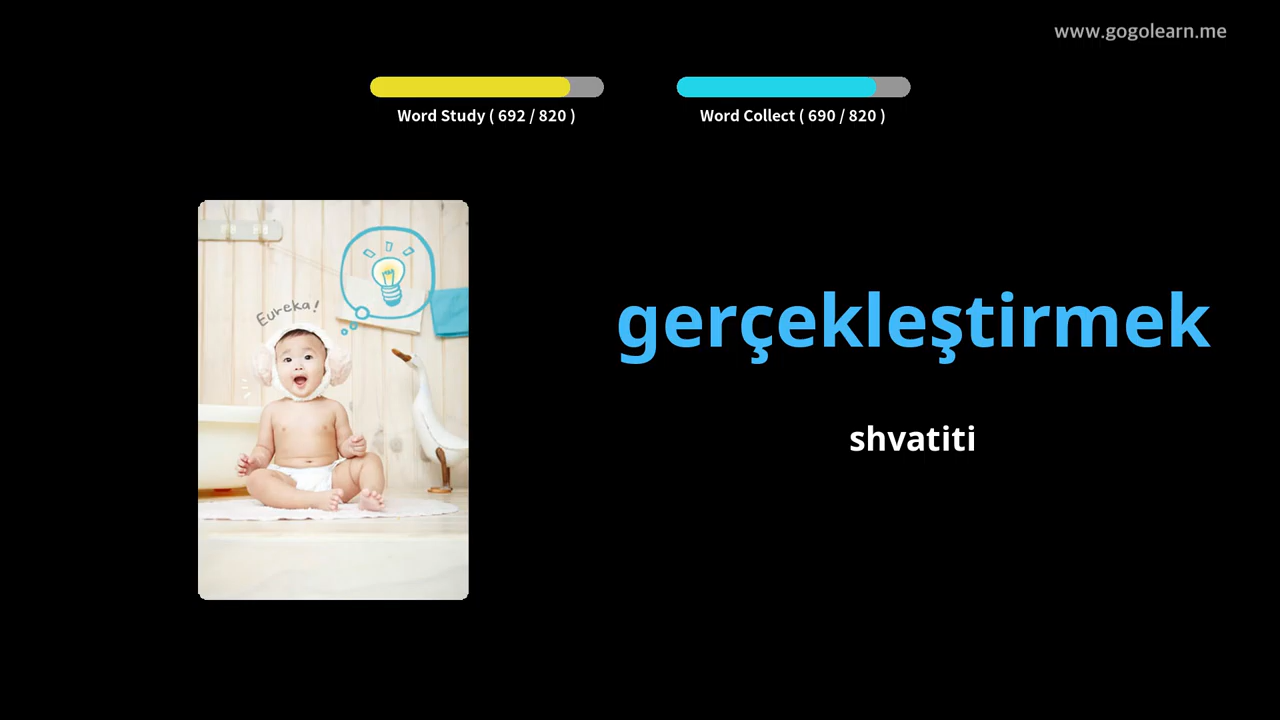 www.gogolearn.me
Word Study ( 692 / 820 )
Word Collect ( 690 / 820 )
Eureka!
gerçekleştirmek
shvatiti